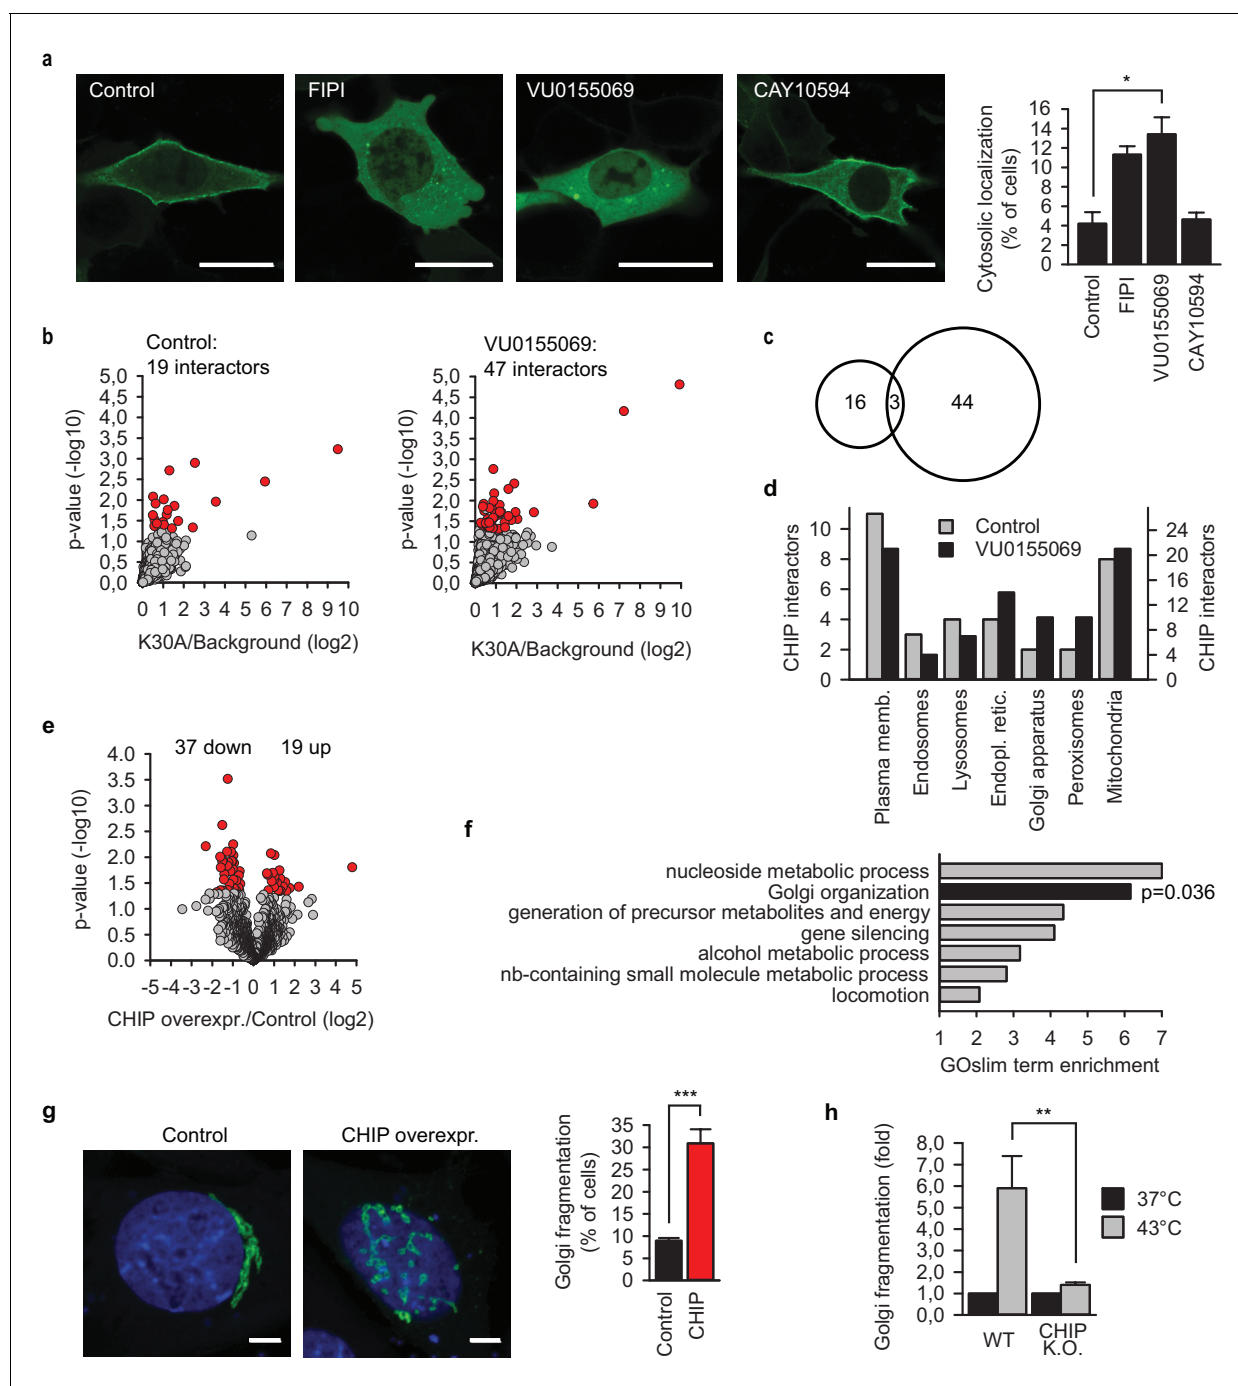 a
Control
FIPI
VU0155069
CAY10594
Cytosolic localization
(% of cells)
16
14
12
10
8
6
4
2
0
*
Control
FIPI
VU0155069
CAY10594
b
Control:
19 interactors
p-value (-log10)
5,0
4,5
4,0
3,5
3,0
2,5
2,0
1,5
1,0
0,5
0,0
0 1 2 3 4 5 6 7 8 9 10
K30A/Background (log2)
VU0155069:
47 interactors
p-value (-log10)
5,0
4,5
4,0
3,5
3,0
2,5
2,0
1,5
1,0
0,5
0,0
0 1 2 3 4 5 6 7 8 9 10
K30A/Background (log2)
c
16 3 44
d
CHIP interactors
10
8
6
4
2
0
Control
VU0155069
24
20
16
12
8
4
0
CHIP interactors
Plasma memb.
Endosomes
Lysosomes
Endopl. retic.
Golgi apparatus
Peroxisomes
Mitochondria
e
37 down 19 up
p-value (-log10)
4.0
3.5
3.0
2.5
2.0
1.5
1.0
0.5
0.0
-5 -4 -3 -2 -1 0 1 2 3 4 5
CHIP overexpr./Control (log2)
f
nucleoside metabolic process
Golgi organization
p=0.036
generation of precursor metabolites and energy
gene silencing
alcohol metabolic process
nb-containing small molecule metabolic process
locomotion
1 2 3 4 5 6 7
GOslim term enrichment
g
Control
CHIP overexpr.
Golgi fragmentation
(% of cells)
35
30
25
20
15
10
5
0
***
Control
CHIP
h
Golgi fragmentation (fold)
8,0
7,0
6,0
5,0
4,0
3,0
2,0
1,0
0,0
**
37°C
43°C
WT
CHIP
K.O.